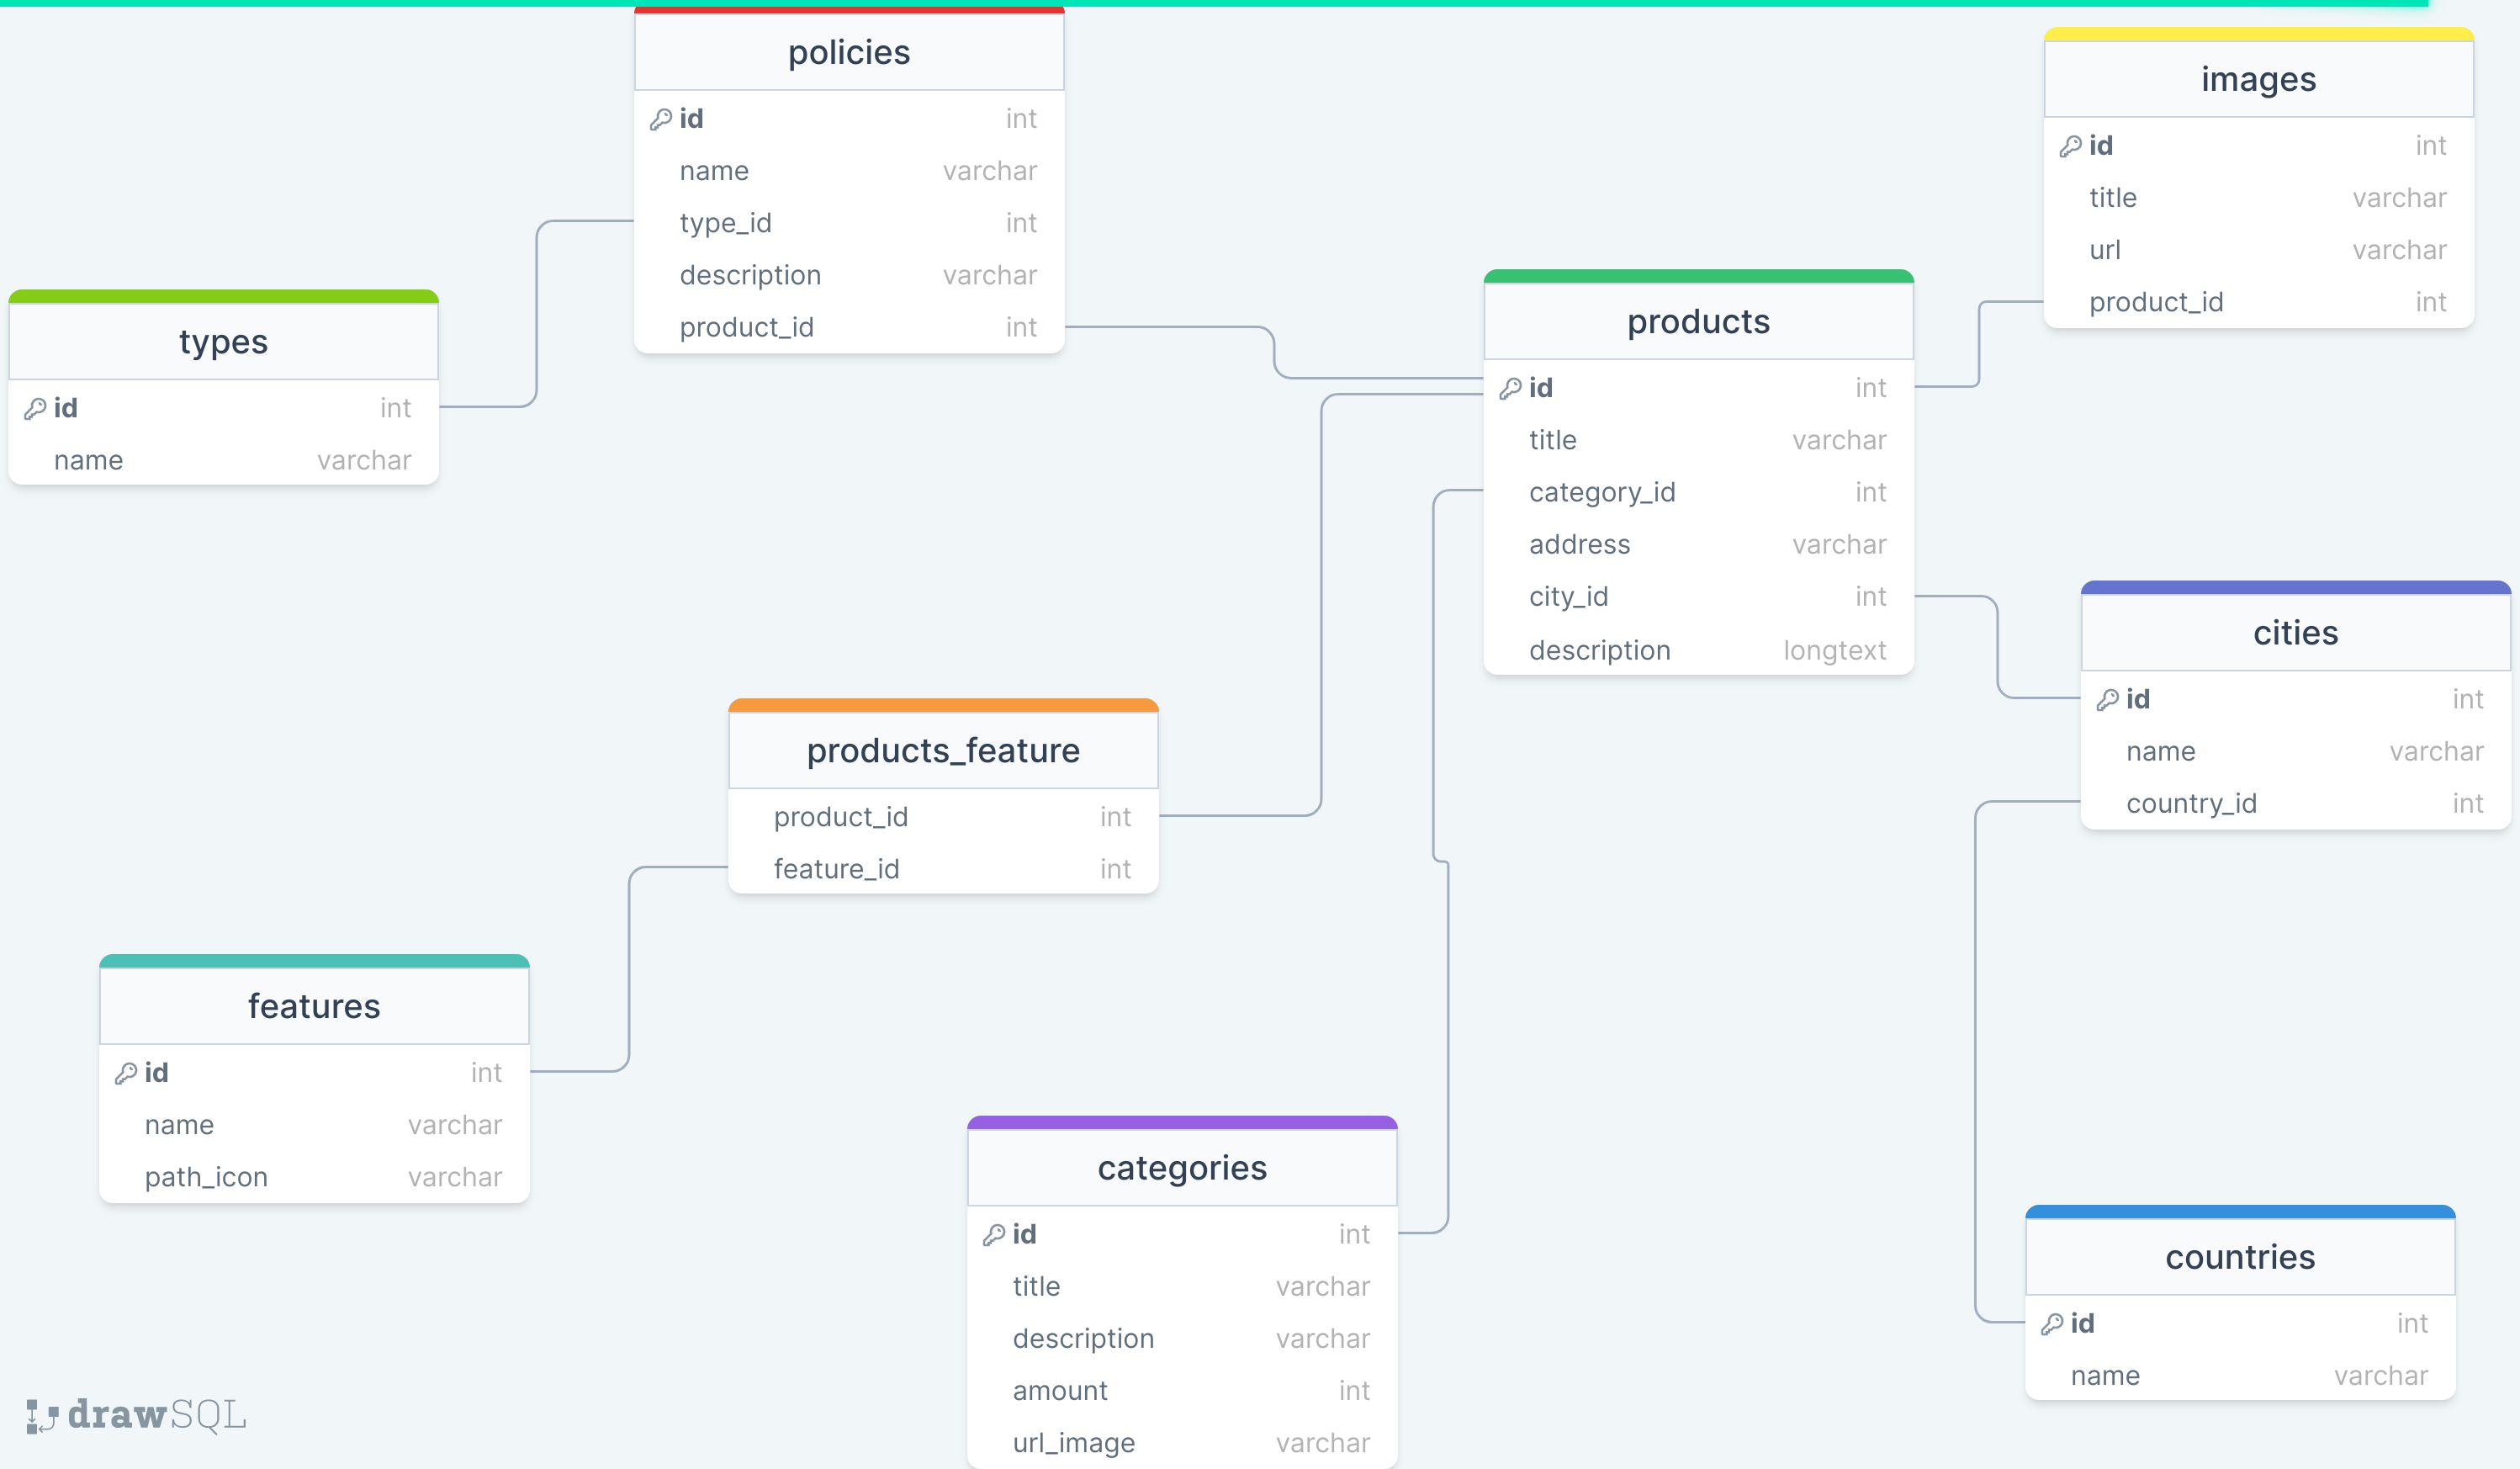 policies
id int
name varchar
type_id int
description varchar
product_id int
images
id int
title varchar
url varchar
product_id int
types
id int
name varchar
products
id int
title varchar
category_id int
address varchar
city_id int
description longtext
cities
id int
name varchar
country_id int
products_feature
product_id int
feature_id int
features
id int
name varchar
path_icon varchar
categories
id int
title varchar
description varchar
amount int
url_image varchar
countries
id int
name varchar
drawSQL